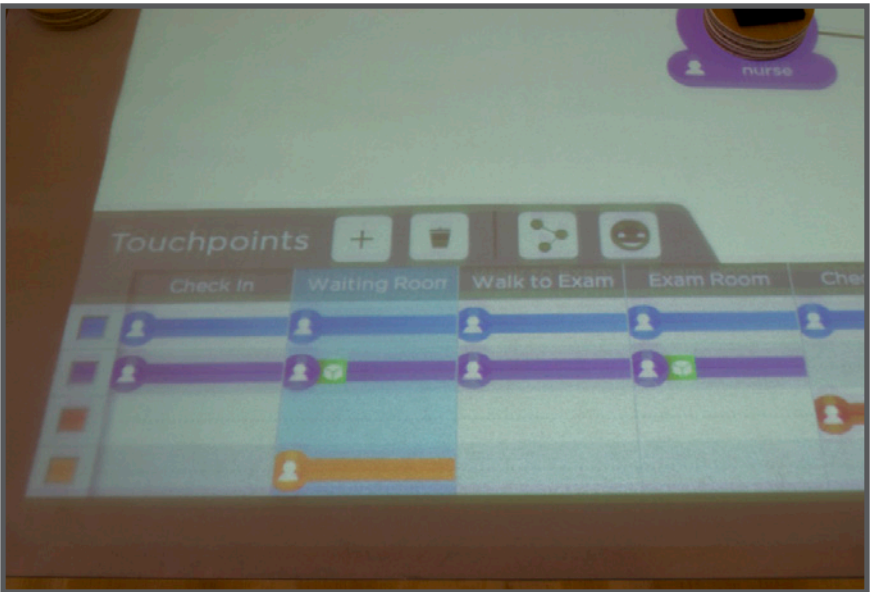 nurse
Touchpoints
Check In
Waiting Room
Walk to Exam
Exam Room